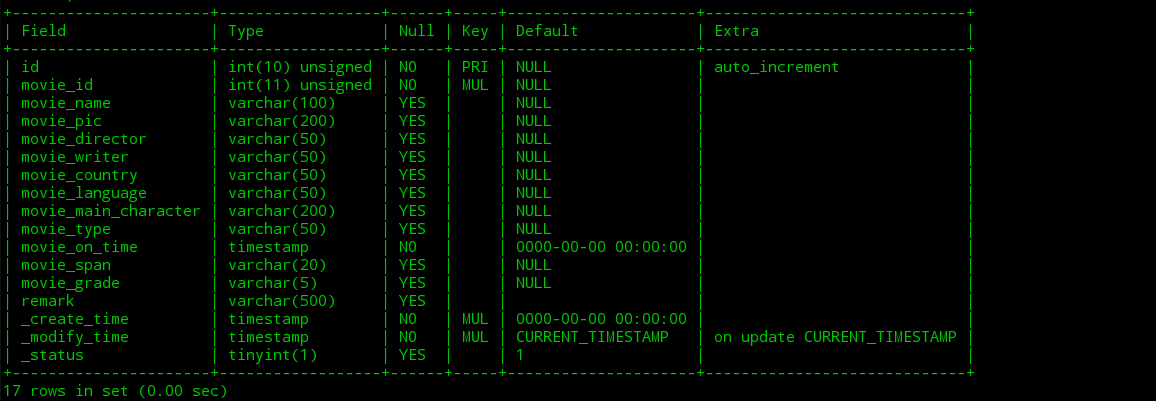 +----------------------+------------------+------+-----+----------------------+-----------------------------+
| Field                | Type             | Null | Key | Default             | Extra                       |
+----------------------+------------------+------+-----+----------------------+-----------------------------+
| id                   | int(10) unsigned | NO   | PRI | NULL                | auto_increment              |
| movie_id             | int(11) unsigned | NO   | MUL | NULL                |                             |
| movie_name           | varchar(100)     | YES  |     | NULL                |                             |
| movie_pic            | varchar(200)     | YES  |     | NULL                |                             |
| movie_director       | varchar(50)      | YES  |     | NULL                |                             |
| movie_writer         | varchar(50)      | YES  |     | NULL                |                             |
| movie_country        | varchar(50)      | YES  |     | NULL                |                             |
| movie_language       | varchar(50)      | YES  |     | NULL                |                             |
| movie_main_character | varchar(200)     | YES  |     | NULL                |                             |
| movie_type           | varchar(50)      | YES  |     | NULL                |                             |
| movie_on_time        | timestamp        | NO   |     | 0000-00-00 00:00:00 |                             |
| movie_span           | varchar(20)      | YES  |     | NULL                |                             |
| movie_grade          | varchar(5)       | YES  |     | NULL                |                             |
| remark               | varchar(500)     | YES  |     |                     |                             |
| _create_time         | timestamp        | NO   | MUL | 0000-00-00 00:00:00 |                             |
| _modify_time         | timestamp        | NO   | MUL | CURRENT_TIMESTAMP   | on update CURRENT_TIMESTAMP |
| _status              | tinyint(1)       | YES  |     | 1                   |                             |
+----------------------+------------------+------+-----+----------------------+-----------------------------+
17 rows in set (0.00 sec)